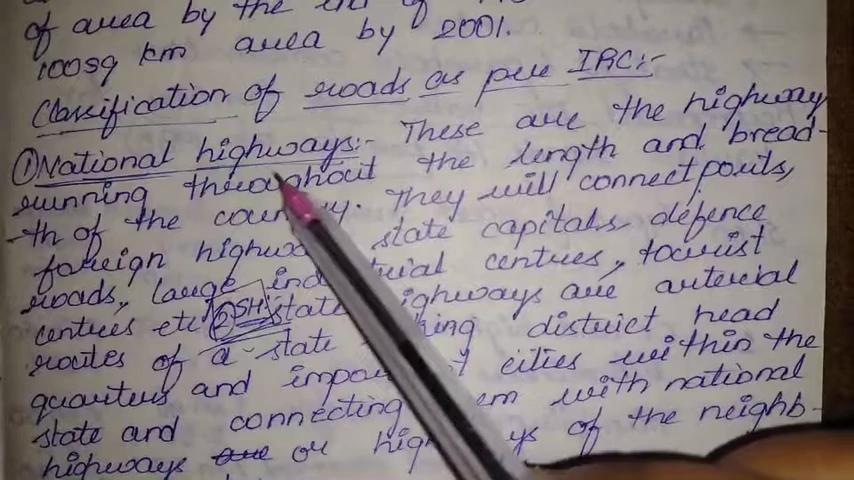 of area by the end of
100sq km area by 2001.
Classification of roads as per IRC:-
① National highways:- These are the highway
running throughout the length and bread-
-th of the country. They will connect ports,
foreign highways state capitals, defence
roads, large industrial centres, tourist
centres etc. ② SH state highways are arterial
routes of a state linking district head
quarters and important cities within the
state and connecting them with national
highways or highways of the neighb-